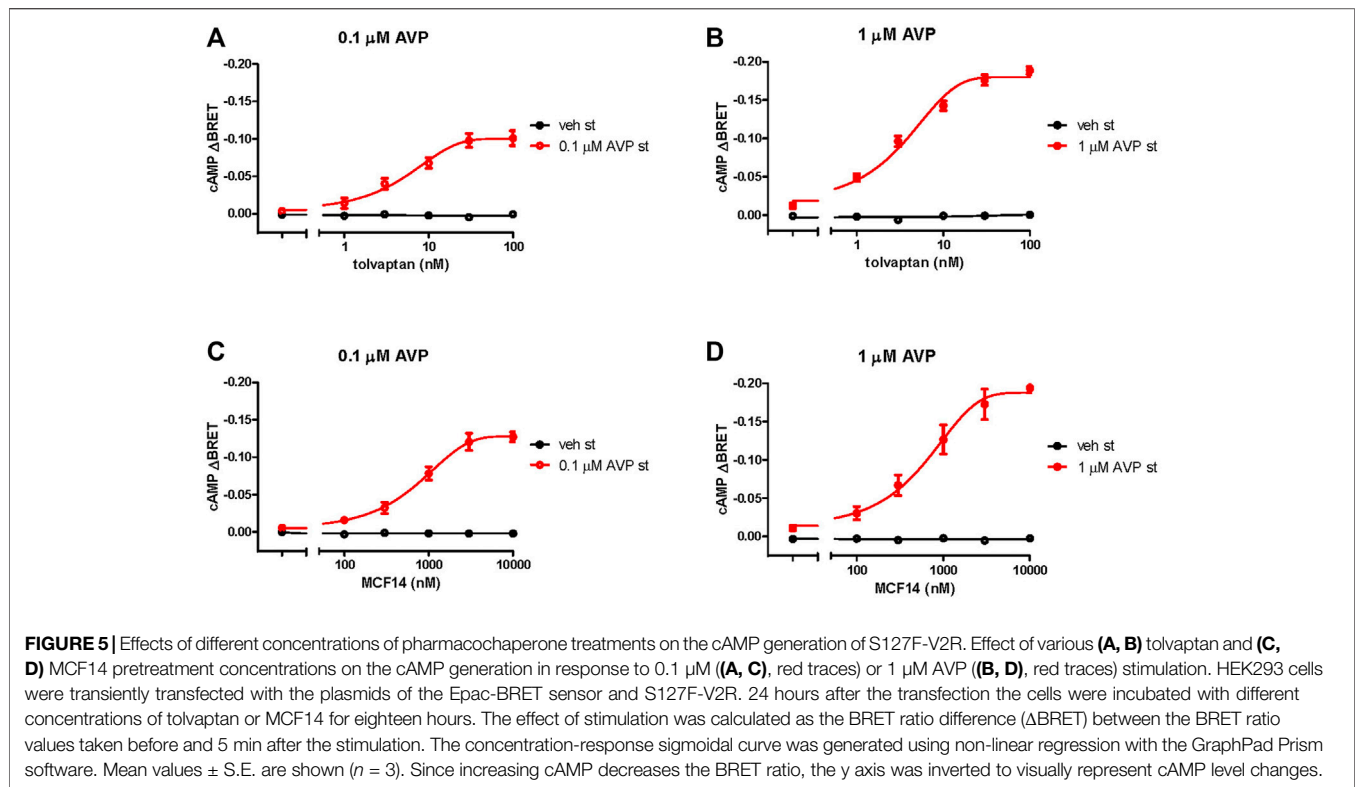 A
0.1 µM AVP
-0.20
-0.15
-0.10
-0.05
0.00
cAMP ΔBRET
1
10
100
tolvaptan (nM)
veh st
0.1 µM AVP st
B
1 µM AVP
-0.20
-0.15
-0.10
-0.05
0.00
cAMP ΔBRET
1
10
100
tolvaptan (nM)
veh st
1 µM AVP st
C
0.1 µM AVP
-0.20
-0.15
-0.10
-0.05
0.00
cAMP ΔBRET
100
1000
10000
MCF14 (nM)
veh st
0.1 µM AVP st
D
1 µM AVP
-0.20
-0.15
-0.10
-0.05
0.00
cAMP ΔBRET
100
1000
10000
MCF14 (nM)
veh st
1 µM AVP st
FIGURE 5 | Effects of different concentrations of pharmacochaperone treatments on the cAMP generation of S127F-V2R. Effect of various (A, B) tolvaptan and (C,
D) MCF14 pretreatment concentrations on the cAMP generation in response to 0.1 µM ((A, C), red traces) or 1 µM AVP ((B, D), red traces) stimulation. HEK293 cells
were transiently transfected with the plasmids of the Epac-BRET sensor and S127F-V2R. 24 hours after the transfection the cells were incubated with different
concentrations of tolvaptan or MCF14 for eighteen hours. The effect of stimulation was calculated as the BRET ratio difference (ΔBRET) between the BRET ratio
values taken before and 5 min after the stimulation. The concentration-response sigmoidal curve was generated using non-linear regression with the GraphPad Prism
software. Mean values ± S.E. are shown (n = 3). Since increasing cAMP decreases the BRET ratio, the y axis was inverted to visually represent cAMP level changes.